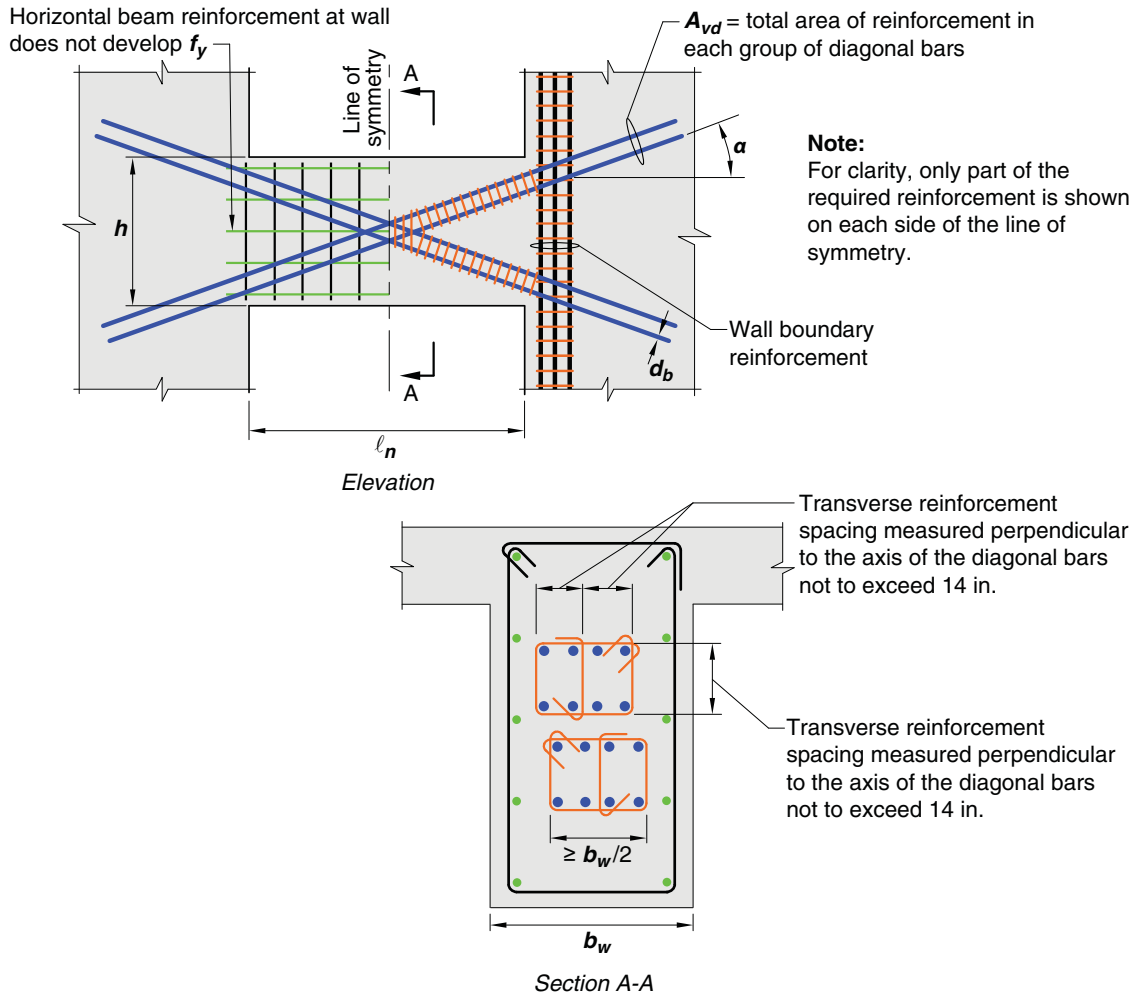 Horizontal beam reinforcement at wall
does not develop fy
Line of
symmetry
A
Avd = total area of reinforcement in
each group of diagonal bars
α
Note:
For clarity, only part of the
required reinforcement is shown
on each side of the line of
symmetry.
h
Wall boundary
reinforcement
db
A
ℓn
Elevation
Transverse reinforcement
spacing measured perpendicular
to the axis of the diagonal bars
not to exceed 14 in.
Transverse reinforcement
spacing measured perpendicular
to the axis of the diagonal bars
not to exceed 14 in.
≥ bw/2
bw
Section A-A